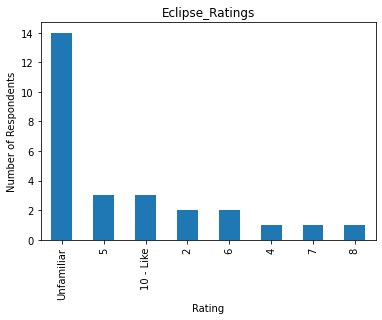 Eclipse_Ratings
Number of Respondents
14
12
10
8
6
4
2
0
Unfamiliar
5
10 - Like
2
6
4
7
8
Rating